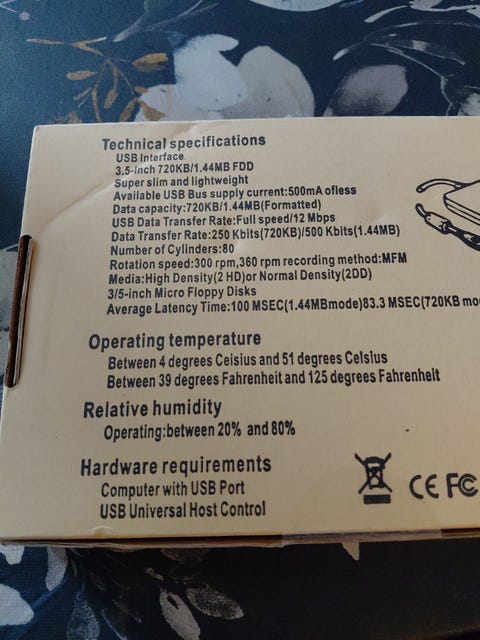 Technical specifications
USB Interface
3.5-inch 720KB/1.44MB FDD
Super slim and lightweight
Available USB Bus supply current:500mA ofless
Data capacity:720KB/1.44MB(Formatted)
USB Data Transfer Rate:Full speed/12 Mbps
Data Transfer Rate:250 Kbits(720KB)/500 Kbits(1.44MB)
Number of Cylinders:80
Rotation speed:300 rpm,360 rpm recording method:MFM
Media:High Density(2 HD)or Normal Density(2DD)
3/5-inch Micro Floppy Disks
Average Latency Time:100 MSEC(1.44MBmode)83.3 MSEC(720KB mo
Operating temperature
Between 4 degrees Ceisius and 51 degrees Celsius
Between 39 degrees Fahrenheit and 125 degrees Fahrenheit
Relative humidity
Operating:between 20% and 80%
Hardware requirements
Computer with USB Port
USB Universal Host Control
CE FC